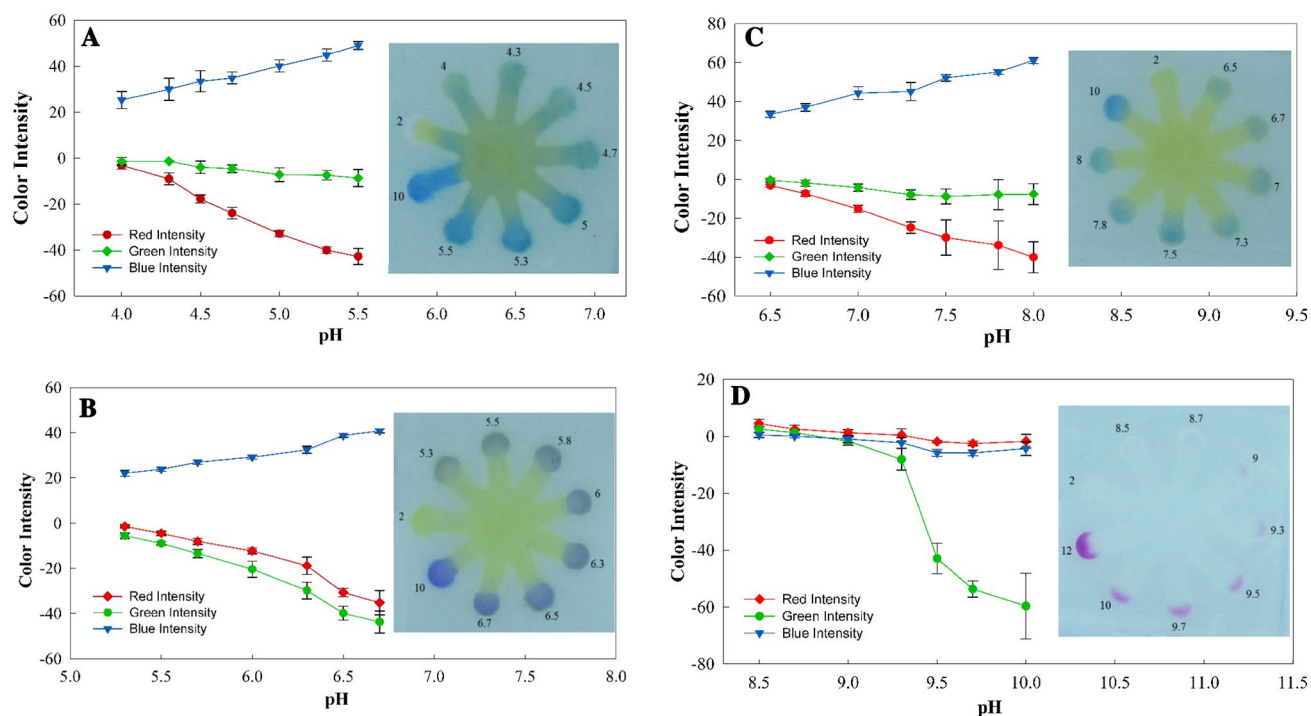 A
60
40
20
0
-20
-40
-60
Color Intensity
Red Intensity
Green Intensity
Blue Intensity
4.0 4.5 5.0 5.5 6.0 6.5 7.0
pH
4.3
4
4.5
2
4.7
10
5
5.5
5.3
C
80
60
40
20
0
-20
-40
-60
Color Intensity
Red Intensity
Green Intensity
Blue Intensity
6.5 7.0 7.5 8.0 8.5 9.0 9.5
pH
2
6.5
10
6.7
8
7
7.8
7.3
7.5
B
60
40
20
0
-20
-40
-60
Color Intensity
Red Intensity
Green Intensity
Blue Intensity
5.0 5.5 6.0 6.5 7.0 7.5 8.0
pH
5.5
5.8
5.3
6
2
6.3
10
6.5
6.7
D
20
0
-20
-40
-60
-80
Color Intensity
Red Intensity
Green Intensity
Blue Intensity
8.5 9.0 9.5 10.0 10.5 11.0 11.5
pH
8.7
8.5
9
2
9.3
12
9.5
10
9.7